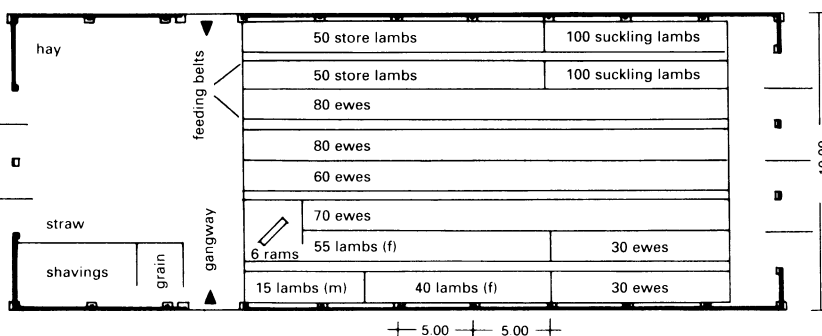 hay
feeding belts
50 store lambs 100 suckling lambs
50 store lambs 100 suckling lambs
80 ewes
80 ewes
60 ewes
straw
gangway
70 ewes
6 rams
55 lambs (f) 30 ewes
shavings
grain
15 lambs (m) 40 lambs (f) 30 ewes
5.00 5.00